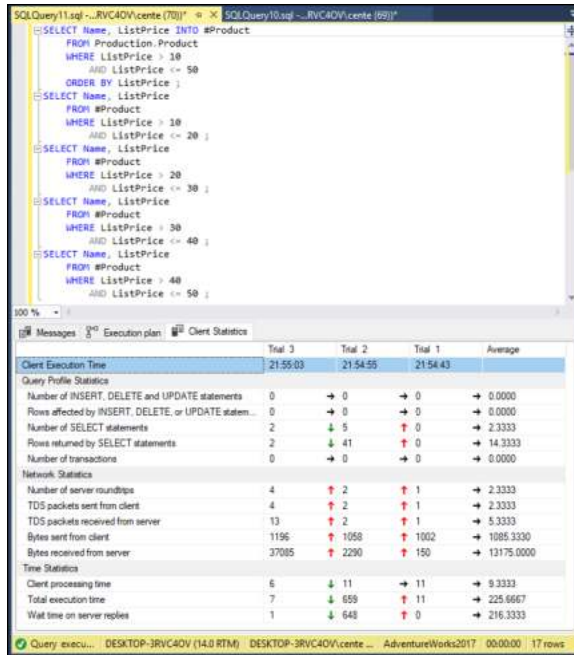 SQLQuery11.sql -...RVC4OV\cente (70))* SQLQuery10.sql -...RVC4OV\cente (69))*
SELECT Name, ListPrice INTO #Product
FROM Production.Product
WHERE ListPrice > 10
AND ListPrice <= 50
ORDER BY ListPrice ;
SELECT Name, ListPrice
FROM #Product
WHERE ListPrice > 10
AND ListPrice <= 20 ;
SELECT Name, ListPrice
FROM #Product
WHERE ListPrice > 20
AND ListPrice <= 30 ;
SELECT Name, ListPrice
FROM #Product
WHERE ListPrice > 30
AND ListPrice <= 40 ;
SELECT Name, ListPrice
FROM #Product
WHERE ListPrice > 40
AND ListPrice <= 50 ;
100 %
Messages Execution plan Client Statistics
Trial 3 Trial 2 Trial 1 Average
Client Execution Time 21:55:03 21:54:55 21:54:43
Query Profile Statistics
Number of INSERT, DELETE and UPDATE statements 0 → 0 → 0 → 0.0000
Rows affected by INSERT, DELETE, or UPDATE statem... 0 → 0 → 0 → 0.0000
Number of SELECT statements 2 ↓ 5 ↑ 0 → 2.3333
Rows returned by SELECT statements 2 ↓ 41 ↑ 0 → 14.3333
Number of transactions 0 → 0 → 0 → 0.0000
Network Statistics
Number of server roundtrips 4 ↑ 2 ↑ 1 → 2.3333
TDS packets sent from client 4 ↑ 2 ↑ 1 → 2.3333
TDS packets received from server 13 ↑ 2 ↑ 1 → 5.3333
Bytes sent from client 1196 ↑ 1058 ↑ 1002 → 1085.3330
Bytes received from server 37085 ↑ 2290 ↑ 150 → 13175.0000
Time Statistics
Client processing time 6 ↓ 11 → 11 → 9.3333
Total execution time 7 ↓ 659 ↑ 11 → 225.6667
Wait time on server replies 1 ↓ 648 ↑ 0 → 216.3333
Query execu... DESKTOP-3RVC4OV (14.0 RTM) DESKTOP-3RVC4OV\cente ... AdventureWorks2017 00:00:00 17 rows